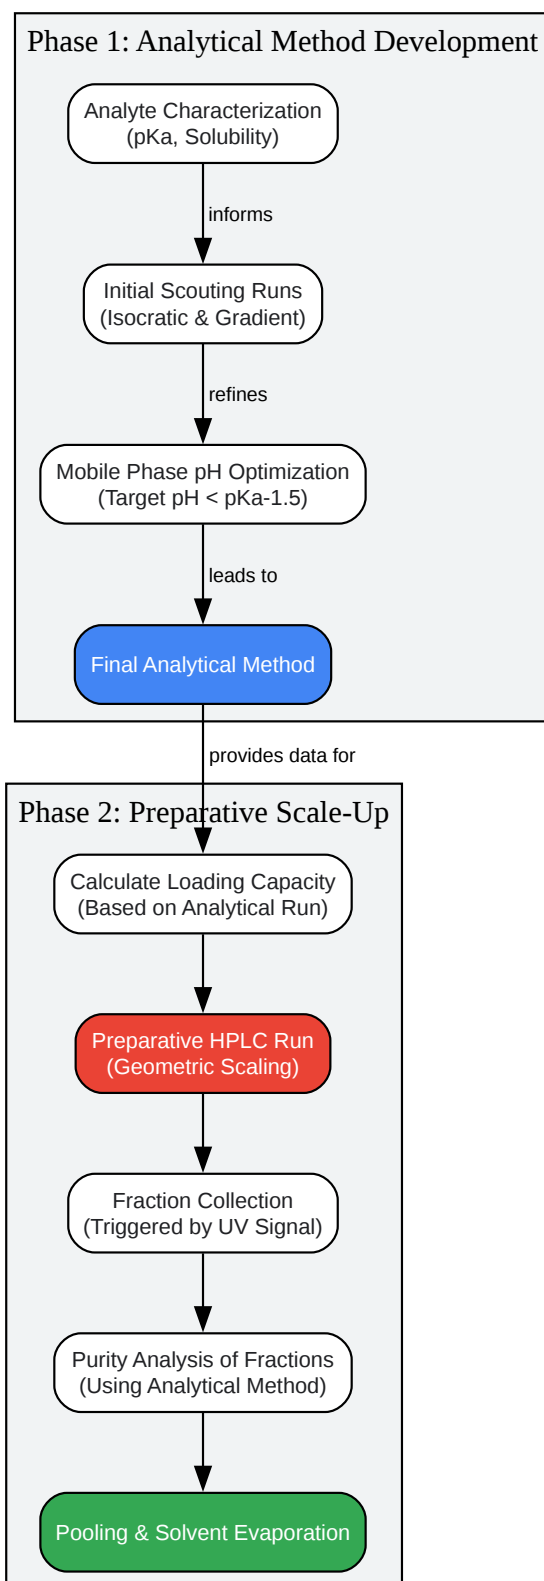 Phase 1: Analytical Method Development
Analyte Characterization
(pKa, Solubility)
informs
Initial Scouting Runs
(Isocratic & Gradient)
refines
Mobile Phase pH Optimization
(Target pH < pKa-1.5)
leads to
Final Analytical Method
provides data for
Phase 2: Preparative Scale-Up
Calculate Loading Capacity
(Based on Analytical Run)
Preparative HPLC Run
(Geometric Scaling)
Fraction Collection
(Triggered by UV Signal)
Purity Analysis of Fractions
(Using Analytical Method)
Pooling & Solvent Evaporation